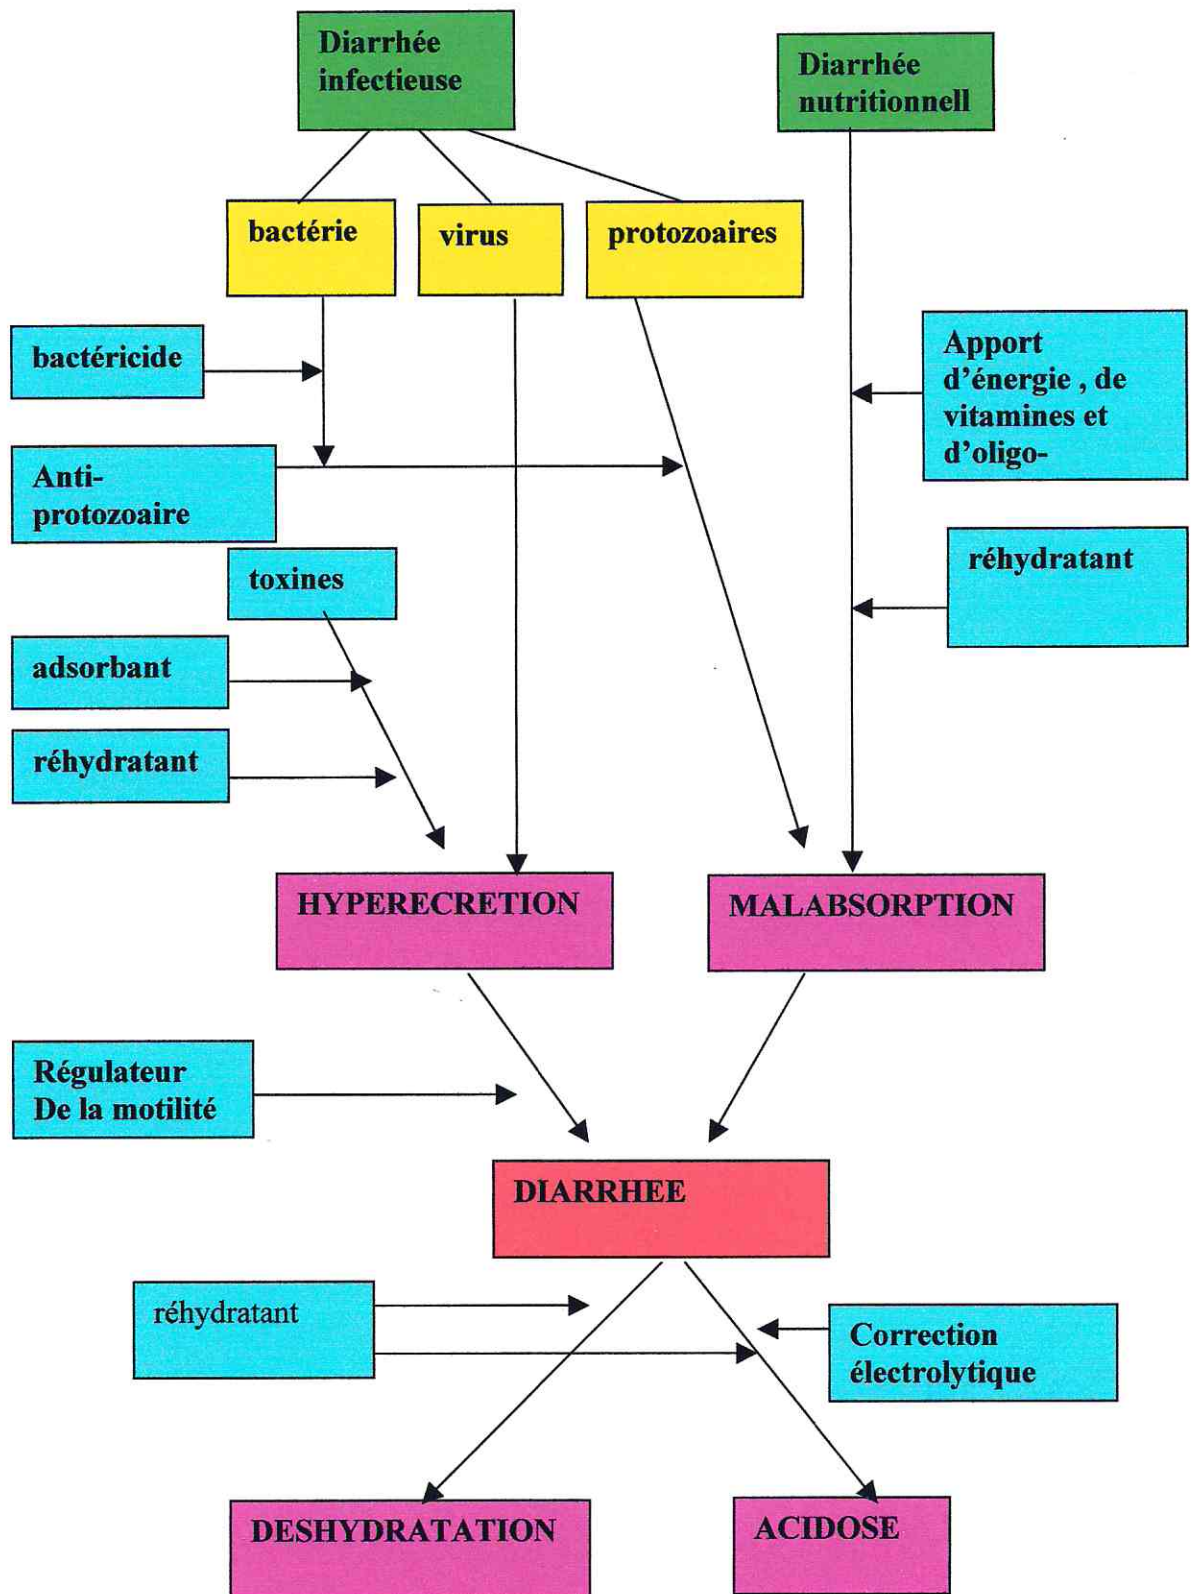 Diarrhée
infectieuse
Diarrhée
nutritionnell
bactérie
virus
protozoaires
bactéricide
Apport
d’énergie , de
vitamines et
d’oligo-
Anti-
protozoaire
toxines
réhydratant
adsorbant
réhydratant
HYPERECRETION
MALABSORPTION
Régulateur
De la motilité
DIARRHEE
réhydratant
Correction
électrolytique
DESHYDRATATION
ACIDOSE